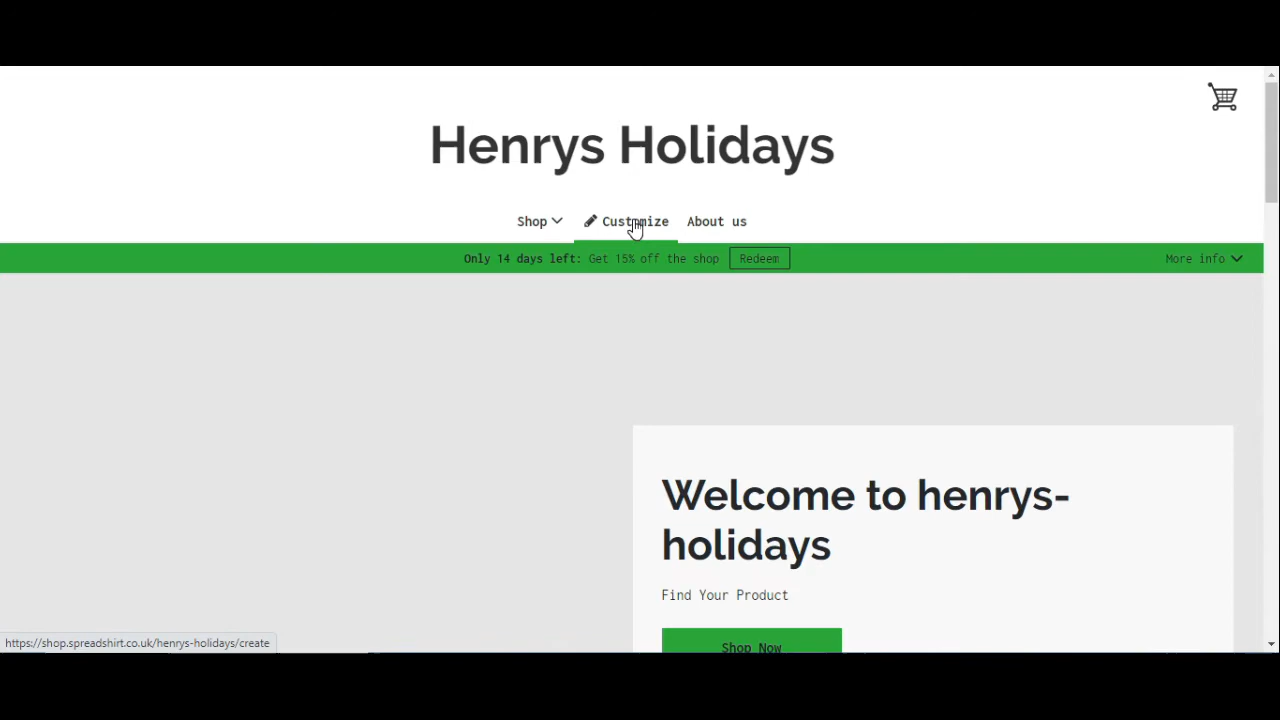 Henrys Holidays
Shop Customize About us
Only 14 days left: Get 15% off the shop Redeem More info
Welcome to henrys-
holidays
Find Your Product
Shop Now
https://shop.spreadshirt.co.uk/henrys-holidays/create